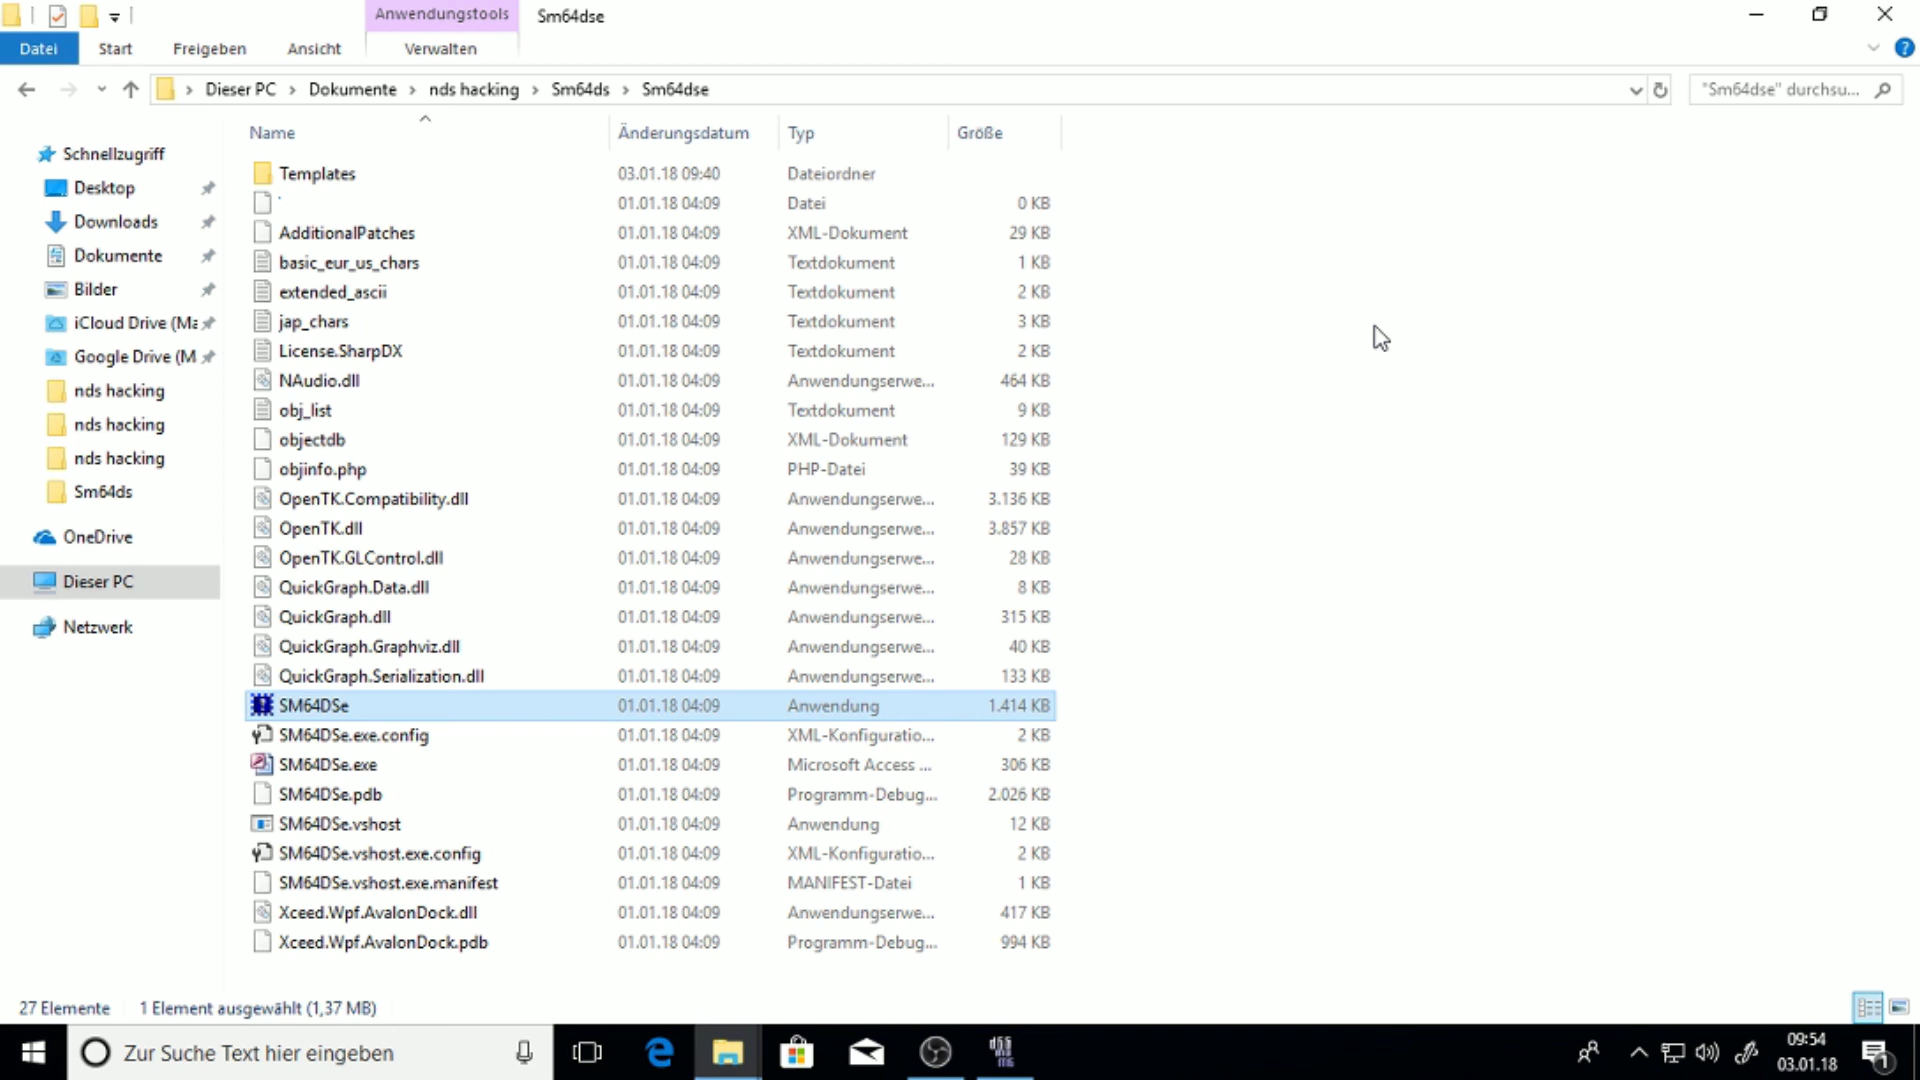 Anwendungstools Sm64dse
Datei Start Freigeben Ansicht Verwalten
Dieser PC Dokumente nds hacking Sm64ds Sm64dse "Sm64dse" durchsu...
Name Änderungsdatum Typ Größe
Schnellzugriff
Desktop
Downloads
Dokumente
Bilder
iCloud Drive (Ma
Google Drive (M
nds hacking
nds hacking
nds hacking
Sm64ds
OneDrive
Dieser PC
Netzwerk
Templates 03.01.18 09:40 Dateiordner
01.01.18 04:09 Datei 0 KB
AdditionalPatches 01.01.18 04:09 XML-Dokument 29 KB
basic_eur_us_chars 01.01.18 04:09 Textdokument 1 KB
extended_ascii 01.01.18 04:09 Textdokument 2 KB
jap_chars 01.01.18 04:09 Textdokument 3 KB
License.SharpDX 01.01.18 04:09 Textdokument 2 KB
NAudio.dll 01.01.18 04:09 Anwendungserwe... 464 KB
obj_list 01.01.18 04:09 Textdokument 9 KB
objectdb 01.01.18 04:09 XML-Dokument 129 KB
objinfo.php 01.01.18 04:09 PHP-Datei 39 KB
OpenTK.Compatibility.dll 01.01.18 04:09 Anwendungserwe... 3.136 KB
OpenTK.dll 01.01.18 04:09 Anwendungserwe... 3.857 KB
OpenTK.GLControl.dll 01.01.18 04:09 Anwendungserwe... 28 KB
QuickGraph.Data.dll 01.01.18 04:09 Anwendungserwe... 8 KB
QuickGraph.dll 01.01.18 04:09 Anwendungserwe... 315 KB
QuickGraph.Graphviz.dll 01.01.18 04:09 Anwendungserwe... 40 KB
QuickGraph.Serialization.dll 01.01.18 04:09 Anwendungserwe... 133 KB
SM64DSe 01.01.18 04:09 Anwendung 1.414 KB
SM64DSe.exe.config 01.01.18 04:09 XML-Konfiguratio... 2 KB
SM64DSe.exe 01.01.18 04:09 Microsoft Access ... 306 KB
SM64DSe.pdb 01.01.18 04:09 Programm-Debug... 2.026 KB
SM64DSe.vshost 01.01.18 04:09 Anwendung 12 KB
SM64DSe.vshost.exe.config 01.01.18 04:09 XML-Konfiguratio... 2 KB
SM64DSe.vshost.exe.manifest 01.01.18 04:09 MANIFEST-Datei 1 KB
Xceed.Wpf.AvalonDock.dll 01.01.18 04:09 Anwendungserwe... 417 KB
Xceed.Wpf.AvalonDock.pdb 01.01.18 04:09 Programm-Debug... 994 KB
27 Elemente 1 Element ausgewählt (1,37 MB)
Zur Suche Text hier eingeben
09:54
03.01.18
1